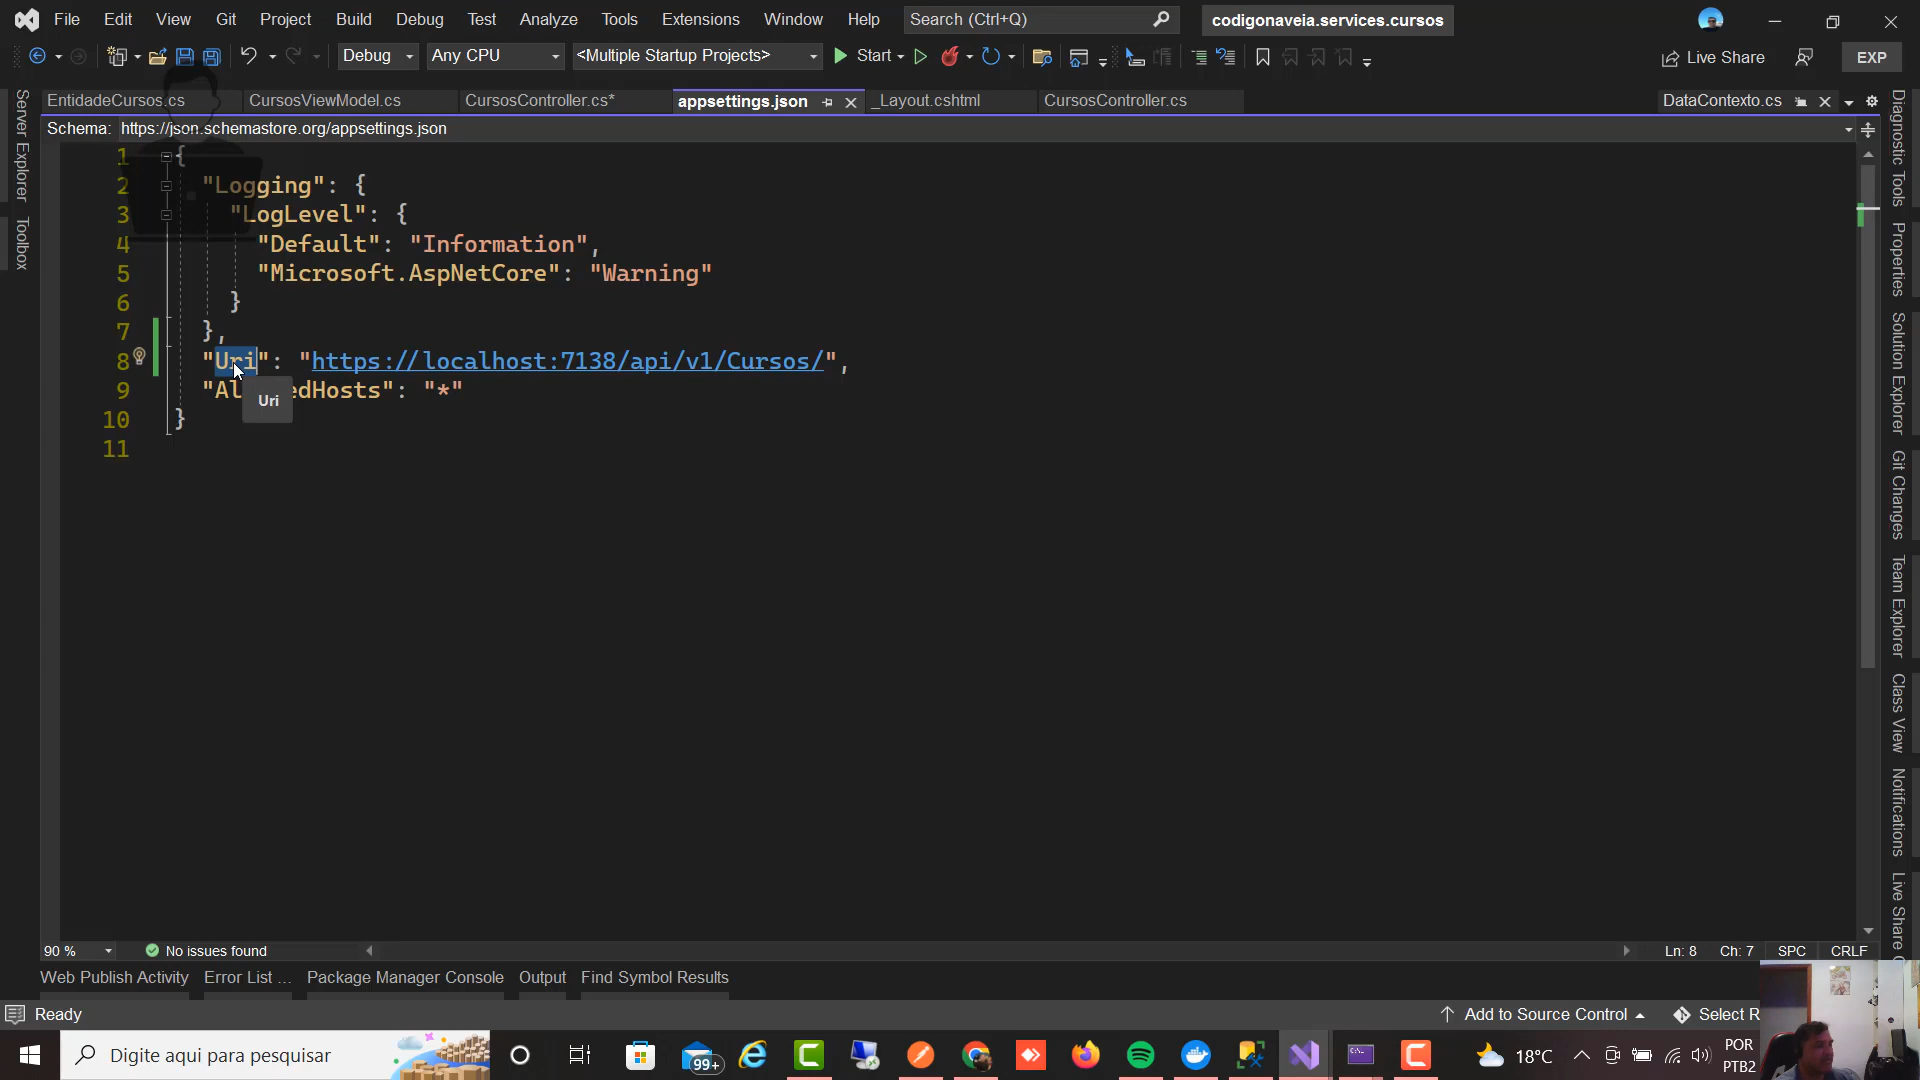 File Edit View Git Project Build Debug Test Analyze Tools Extensions Window Help Search (Ctrl+Q) codigonaveia.services.cursos
Debug Any CPU <Multiple Startup Projects> Start Live Share EXP
EntidadeCursos.cs CursosViewModel.cs CursosController.cs* appsettings.json _Layout.cshtml CursosController.cs DataContexto.cs
Schema: https://json.schemastore.org/appsettings.json
1 {
2 "Logging": {
3 "LogLevel": {
4 "Default": "Information",
5 "Microsoft.AspNetCore": "Warning"
6 }
7 },
8 "Uri": "https://localhost:7138/api/v1/Cursos/",
9 "Al edHosts": "*"
Uri
10 }
11
Server Explorer
Toolbox
Diagnostic Tools
Properties
Solution Explorer
Git Changes
Team Explorer
Class View
Notifications
Live Share
90 % No issues found Ln: 8 Ch: 7 SPC CRLF
Web Publish Activity Error List ... Package Manager Console Output Find Symbol Results
Ready Add to Source Control Select R
Digite aqui para pesquisar 99+ 18°C POR
PTB2